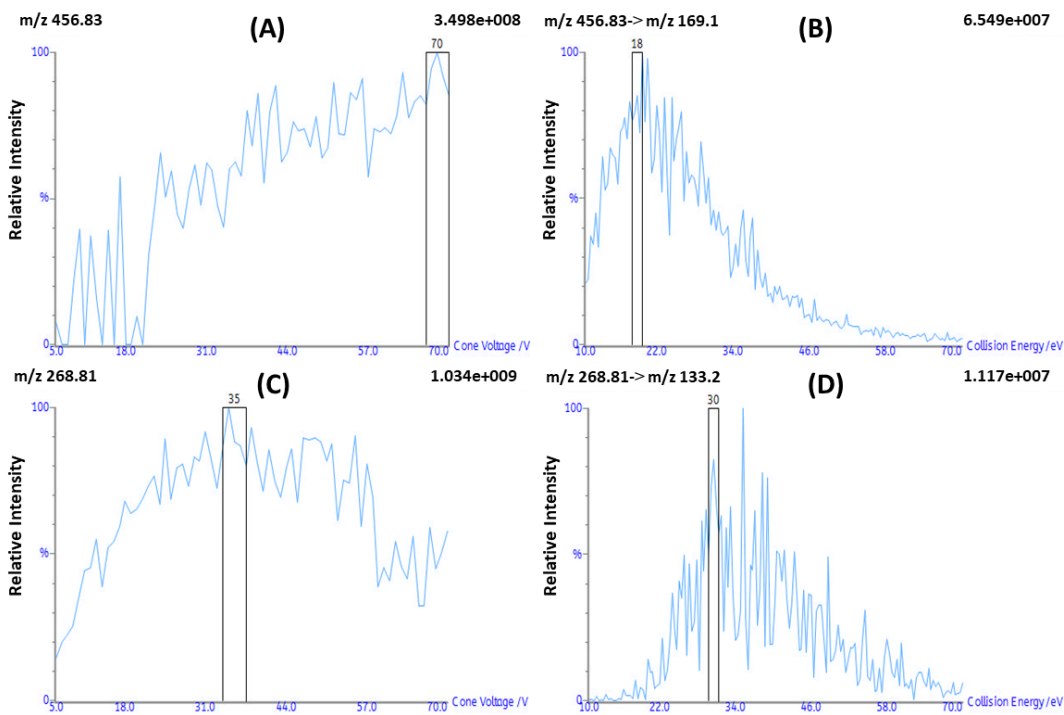 m/z 456.83 (A) 3.498e+008
70
100
%
0
Relative Intensity
5.0 18.0 31.0 44.0 57.0 70.0 Cone Voltage /V
m/z 456.83-> m/z 169.1 (B) 6.549e+007
18
100
%
0
Relative Intensity
10.0 22.0 34.0 46.0 58.0 70.0 Collision Energy /eV
m/z 268.81 (C) 1.034e+009
35
100
%
0
Relative Intensity
5.0 18.0 31.0 44.0 57.0 70.0 Cone Voltage /V
m/z 268.81-> m/z 133.2 (D) 1.117e+007
30
100
%
0
Relative Intensity
10.0 22.0 34.0 46.0 58.0 70.0 Collision Energy /eV